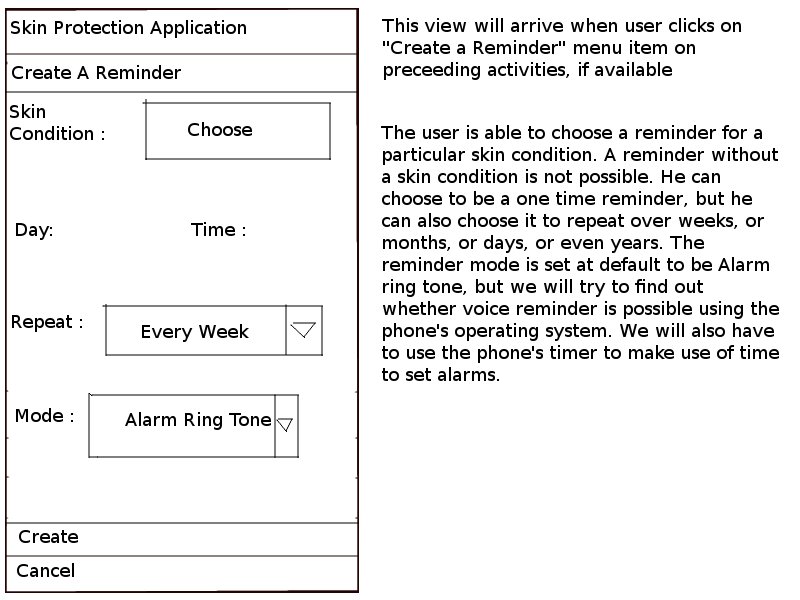 Skin Protection Application
Create A Reminder
Skin
Condition :
Choose
Day:
Time :
Repeat :
Every Week
Mode :
Alarm Ring Tone
Create
Cancel
This view will arrive when user clicks on
"Create a Reminder" menu item on
preceeding activities, if available
The user is able to choose a reminder for a
particular skin condition. A reminder without
a skin condition is not possible. He can
choose to be a one time reminder, but he
can also choose it to repeat over weeks, or
months, or days, or even years. The
reminder mode is set at default to be Alarm
ring tone, but we will try to find out
whether voice reminder is possible using the
phone's operating system. We will also have
to use the phone's timer to make use of time
to set alarms.